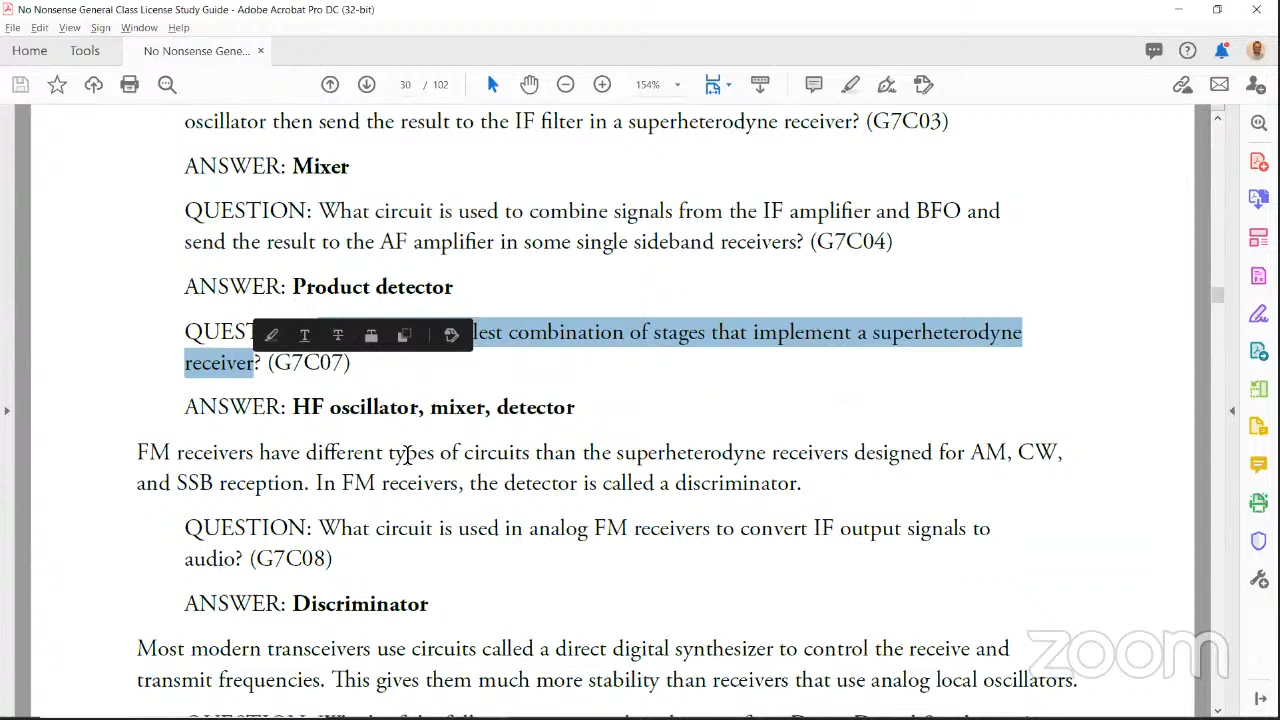 No Nonsense General Class License Study Guide - Adobe Acrobat Pro DC (32-bit)
File Edit View Sign Window Help
Home Tools No Nonsense Gene... ×
30 / 102 154%
oscillator then send the result to the IF filter in a superheterodyne receiver? (G7C03)
ANSWER: Mixer
QUESTION: What circuit is used to combine signals from the IF amplifier and BFO and
send the result to the AF amplifier in some single sideband receivers? (G7C04)
ANSWER: Product detector
QUEST lest combination of stages that implement a superheterodyne
receiver? (G7C07)
ANSWER: HF oscillator, mixer, detector
FM receivers have different types of circuits than the superheterodyne receivers designed for AM, CW,
and SSB reception. In FM receivers, the detector is called a discriminator.
QUESTION: What circuit is used in analog FM receivers to convert IF output signals to
audio? (G7C08)
ANSWER: Discriminator
Most modern transceivers use circuits called a direct digital synthesizer to control the receive and
transmit frequencies. This gives them much more stability than receivers that use analog local oscillators.
zoom